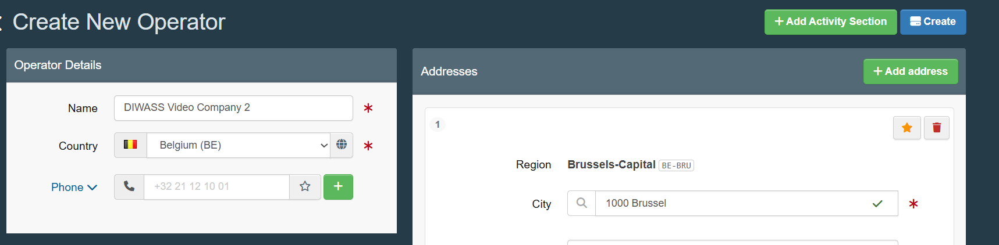 Create New Operator
+ Add Activity Section
Create
Operator Details
Name
DIWASS Video Company 2
*
Country
Belgium (BE)
*
Phone
+32 21 12 10 01
+
Addresses
+ Add address
1
Region
Brussels-Capital BE-BRU
City
1000 Brussel
*